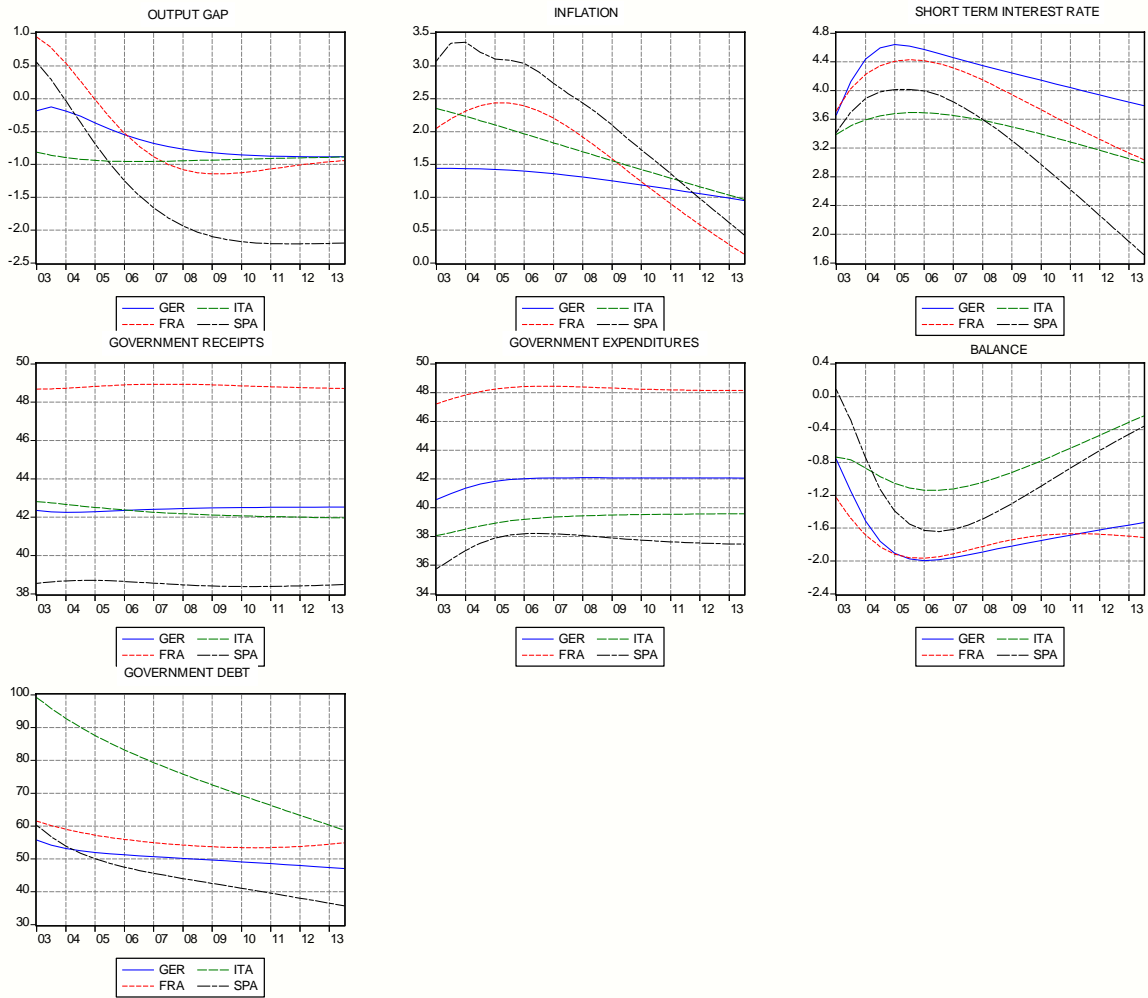 OUTPUT GAP
1.0
0.5
0.0
-0.5
-1.0
-1.5
-2.0
-2.5
03 04 05 06 07 08 09 10 11 12 13
GER ITA
FRA SPA
INFLATION
3.5
3.0
2.5
2.0
1.5
1.0
0.5
0.0
03 04 05 06 07 08 09 10 11 12 13
GER ITA
FRA SPA
SHORT TERM INTEREST RATE
4.8
4.4
4.0
3.6
3.2
2.8
2.4
2.0
1.6
03 04 05 06 07 08 09 10 11 12 13
GER ITA
FRA SPA
GOVERNMENT RECEIPTS
50
48
46
44
42
40
38
03 04 05 06 07 08 09 10 11 12 13
GER ITA
FRA SPA
GOVERNMENT EXPENDITURES
50
48
46
44
42
40
38
36
34
03 04 05 06 07 08 09 10 11 12 13
GER ITA
FRA SPA
BALANCE
0.4
0.0
-0.4
-0.8
-1.2
-1.6
-2.0
-2.4
03 04 05 06 07 08 09 10 11 12 13
GER ITA
FRA SPA
GOVERNMENT DEBT
100
90
80
70
60
50
40
30
03 04 05 06 07 08 09 10 11 12 13
GER ITA
FRA SPA